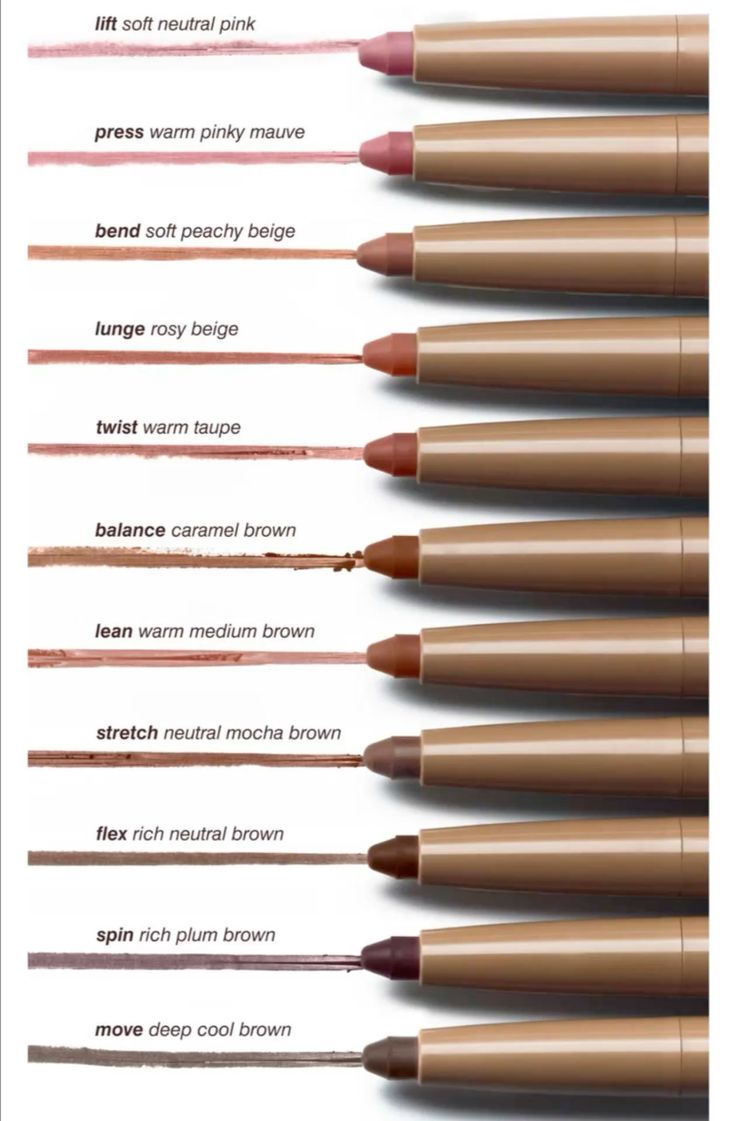 lift soft neutral pink
press warm pinky mauve
bend soft peachy beige
lunge rosy beige
twist warm taupe
balance caramel brown
lean warm medium brown
stretch neutral mocha brown
flex rich neutral brown
spin rich plum brown
move deep cool brown